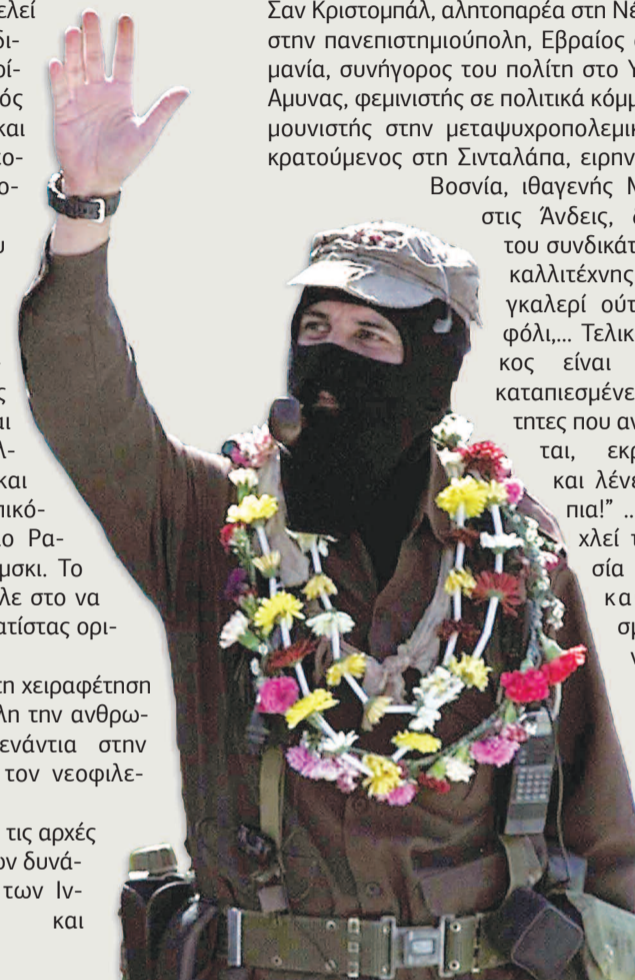 ελεί
δι-
ρί-
ός
και
ο-
ο-
υ
ς
αι
λ-
και
πικό-
ιο Ρα-
μσκι. Το
λε στο να
ατίστας ορι-
τη χειραφέτηση
λη την ανθρω-
ενάντια στην
τον νεοφιλε-
τις αρχές
ων δυνά-
των Ιν-
και
Σαν Κριστομπάλ, αλητοπαρέα στη Νέ
στην πανεπιστημιούπολη, Εβραίος
μανία, συνήγορος του πολίτη στο Υ
Αμυνας, φεμινιστής σε πολιτικά κόμμ
μουνιστής στην μεταψυχροπολεμικ
κρατούμενος στη Σινταλάπα, ειρην
Βοσνία, ιθαγενής Μ
στις Άνδεις,
του συνδικάτ
καλλιτέχνης
γκαλερί ούτ
φόλι,... Τελικ
κος είναι
καταπιεσμένε
τητες που αν
ται, εκρ
και λένε
πια!” ..
χλεί τ
σία
κα
σμ